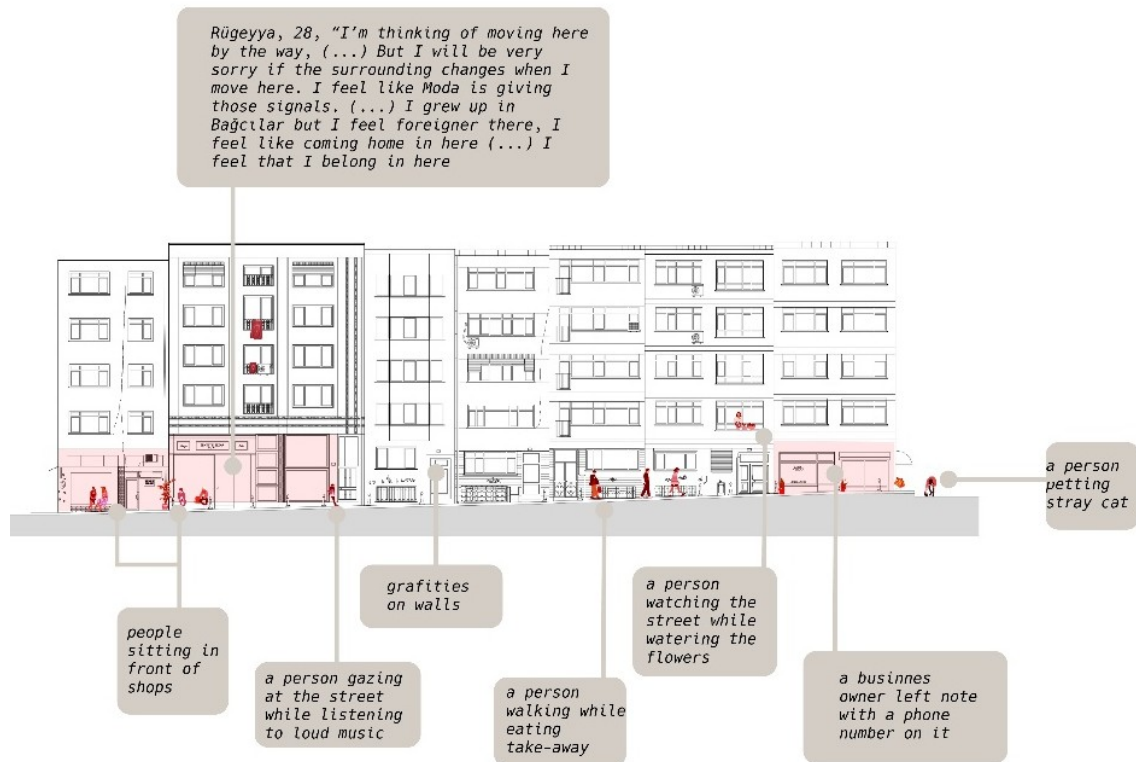 Rügeyya, 28, “I’m thinking of moving here
by the way, (...) But I will be very
sorry if the surrounding changes when I
move here. I feel like Moda is giving
those signals. (...) I grew up in
Bağcılar but I feel foreigner there, I
feel like coming home in here (...) I
feel that I belong in here
a person
petting
stray cat
grafities
on walls
a person
watching the
street while
watering the
flowers
people
sitting in
front of
shops
a person gazing
at the street
while listening
to loud music
a person
walking while
eating
take-away
a businnes
owner left note
with a phone
number on it